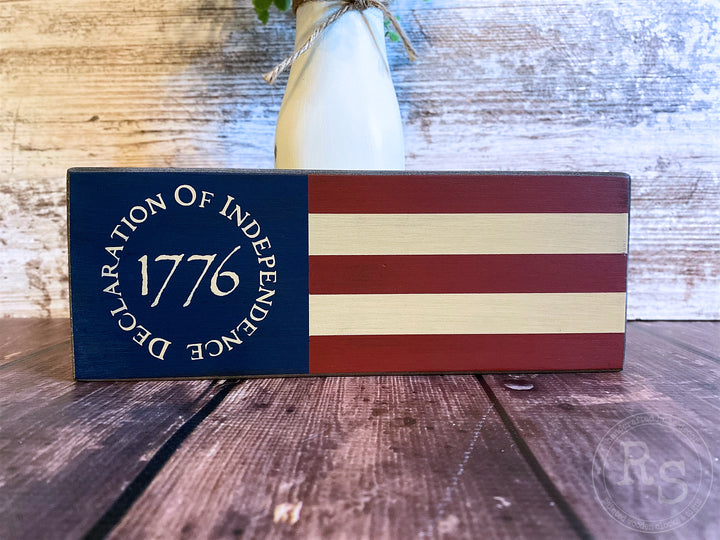 Declaration Of Independence
1776
RS